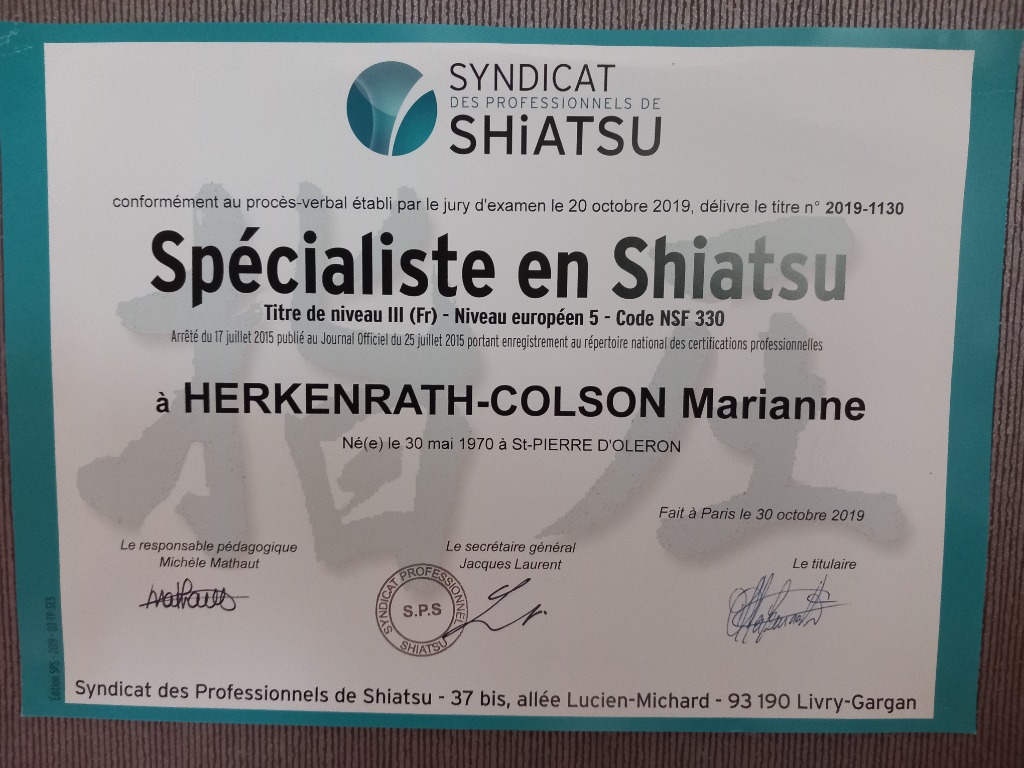 SYNDICAT
DES PROFESSIONNELS DE
SHiATSU
conformément au procès-verbal établi par le jury d'examen le 20 octobre 2019, délivre le titre n° 2019-1130
Spécialiste en Shiatsu
Titre de niveau III (Fr) - Niveau européen 5 - Code NSF 330
Arrêté du 17 juillet 2015 publié au Journal Officiel du 25 juillet 2015 portant enregistrement au répertoire national des certifications professionnelles
à HERKENRATH-COLSON Marianne
Né(e) le 30 mai 1970 à St-PIERRE D'OLERON
Fait à Paris le 30 octobre 2019
Le responsable pédagogique
Michèle Mathaut
Le secrétaire général
Jacques Laurent
Le titulaire
SYNDICAT PROFESSIONNEL
S.P.S
SHIATSU
指圧
Syndicat des Professionnels de Shiatsu - 37 bis, allée Lucien-Michard - 93 190 Livry-Gargan